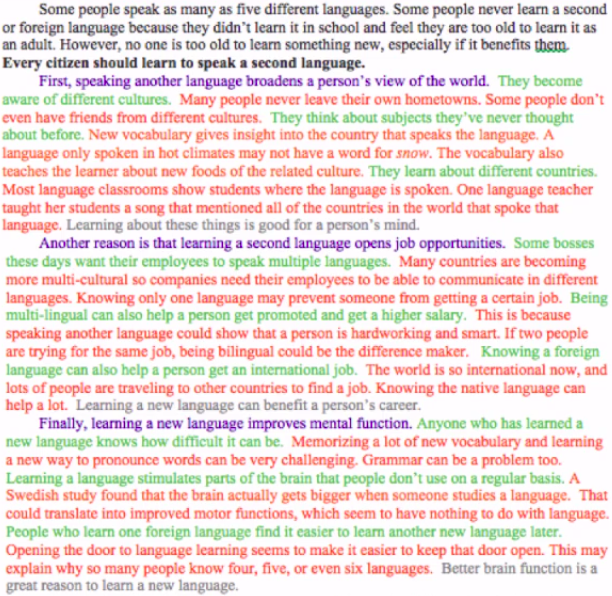 Some people speak as many as five different languages. Some people never learn a second
or foreign language because they didn't learn it in school and feel they are too old to learn it as
an adult. However, no one is too old to learn something new, especially if it benefits them.
Every citizen should learn to speak a second language.
First, speaking another language broadens a person's view of the world. They become
aware of different cultures. Many people never leave their own hometowns. Some people don't
even have friends from different cultures. They think about subjects they've never thought
about before. New vocabulary gives insight into the country that speaks the language. A
language only spoken in hot climates may not have a word for snow. The vocabulary also
teaches the learner about new foods of the related culture. They learn about different countries.
Most language classrooms show students where the language is spoken. One language teacher
taught her students a song that mentioned all of the countries in the world that spoke that
language. Learning about these things is good for a person's mind.
Another reason is that learning a second language opens job opportunities. Some bosses
these days want their employees to speak multiple languages. Many countries are becoming
more multi-cultural so companies need their employees to be able to communicate in different
languages. Knowing only one language may prevent someone from getting a certain job. Being
multi-lingual can also help a person get promoted and get a higher salary. This is because
speaking another language could show that a person is hardworking and smart. If two people
are trying for the same job, being bilingual could be the difference maker. Knowing a foreign
language can also help a person get an international job. The world is so international now, and
lots of people are traveling to other countries to find a job. Knowing the native language can
help a lot. Learning a new language can benefit a person's career.
Finally, learning a new language improves mental function. Anyone who has learned a
new language knows how difficult it can be. Memorizing a lot of new vocabulary and learning
a new way to pronounce words can be very challenging. Grammar can be a problem too.
Learning a language stimulates parts of the brain that people don't use on a regular basis. A
Swedish study found that the brain actually gets bigger when someone studies a language. That
could translate into improved motor functions, which seem to have nothing to do with language.
People who learn one foreign language find it easier to learn another new language later.
Opening the door to language learning seems to make it easier to keep that door open. This may
explain why so many people know four, five, or even six languages. Better brain function is a
great reason to learn a new language.